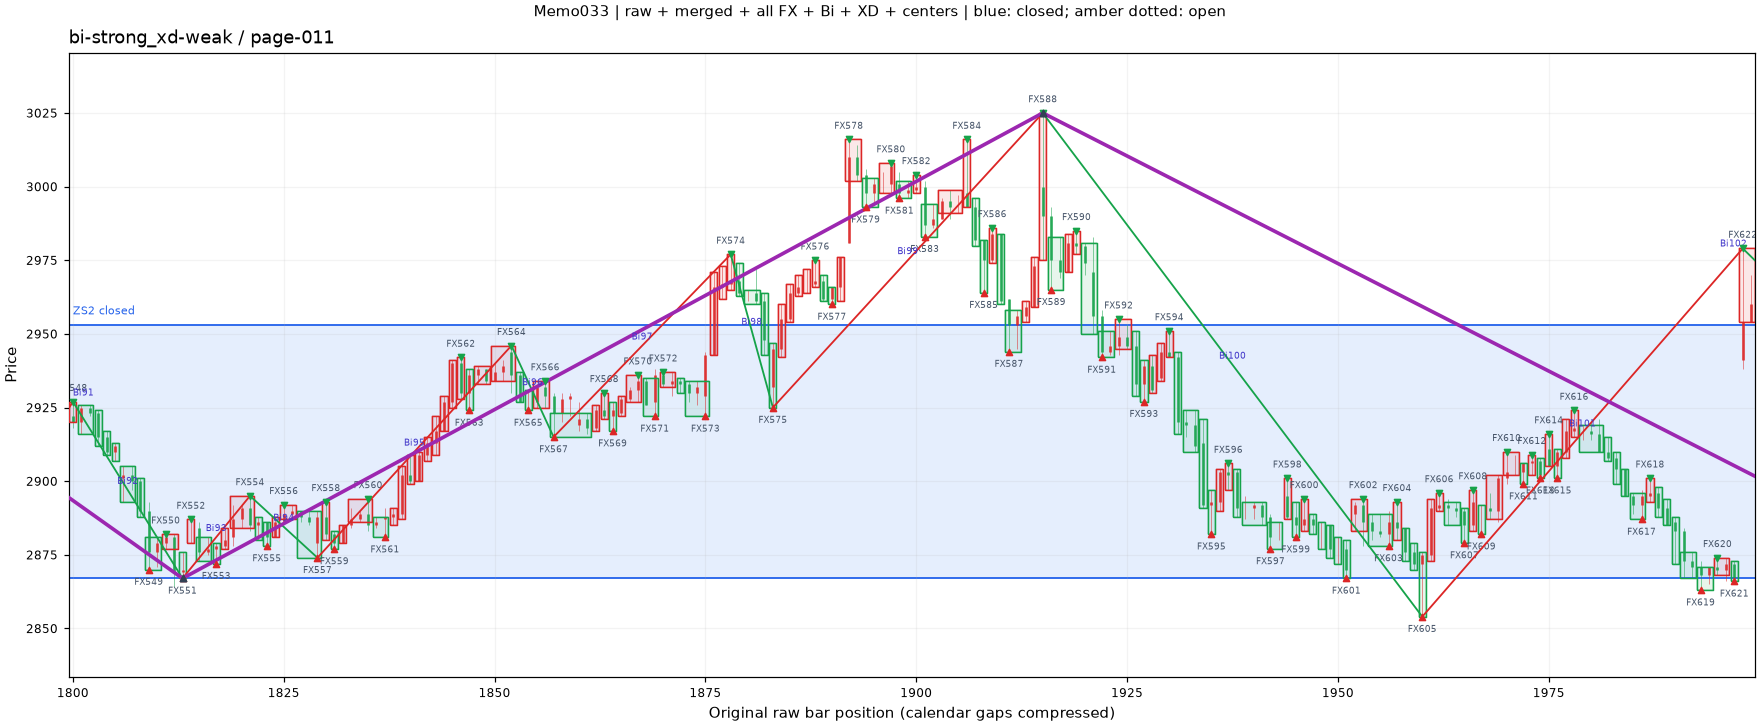 Memo033 | raw + merged + all FX + Bi + XD + centers | blue: closed; amber dotted: open
bi-strong_xd-weak / page-011
Price
3025
3000
2975
2950
2925
2900
2875
2850
ZS2 closed
548
Bi91
Bi92
FX549
FX550
FX551
FX552
Bi93
FX553
FX554
FX555
FX556
FX557
FX558
FX559
FX560
FX561
Bi95
FX562
FX563
FX564
FX565
FX566
FX567
FX568
FX569
FX570
FX571
FX572
FX573
Bi97
FX574
Bi98
FX575
FX576
FX577
FX578
FX579
FX580
FX581
FX582
Bi99
FX583
FX584
FX585
FX586
FX587
FX588
FX589
FX590
FX591
FX592
FX593
FX594
FX595
FX596
Bi100
FX597
FX598
FX599
FX600
FX601
FX602
FX603
FX604
FX605
FX606
FX608
FX609
FX610
FX611
FX612
FX614
FX615
FX616
Bi101
FX617
FX618
FX619
FX620
FX621
FX622
Bi102
1800
1825
1850
1875
1900
1925
1950
1975
Original raw bar position (calendar gaps compressed)